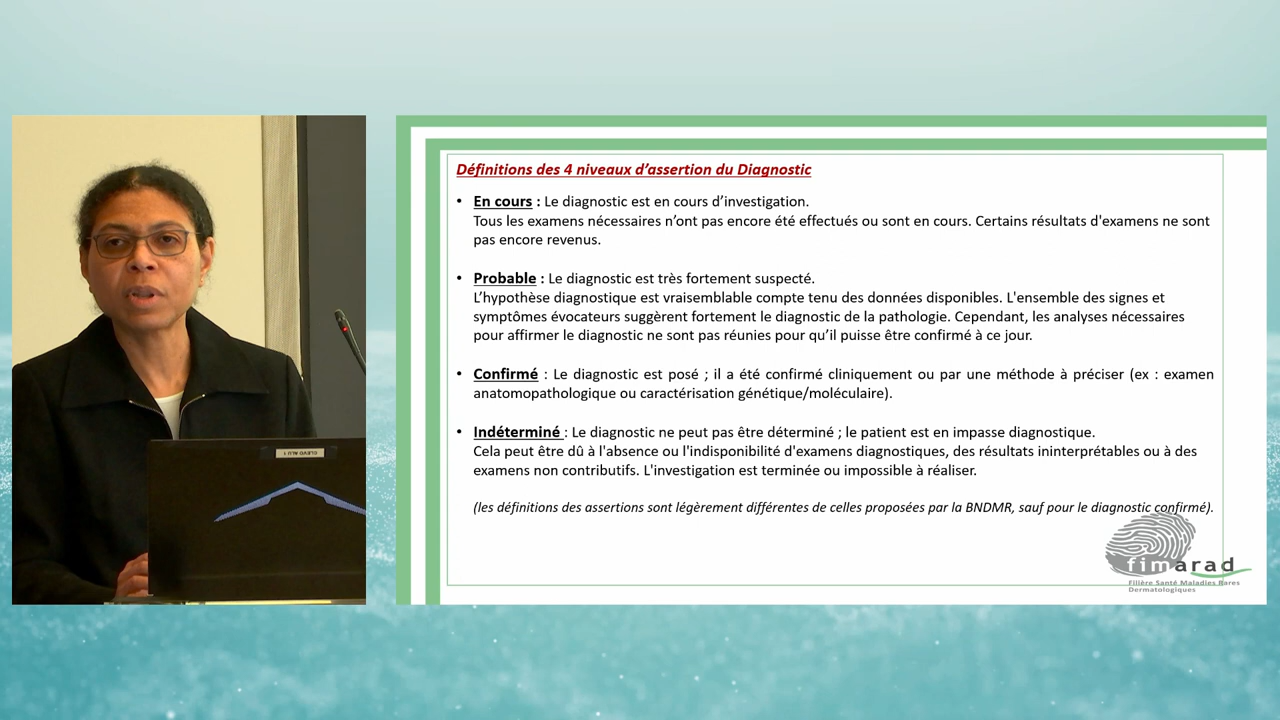 Définitions des 4 niveaux d’assertion du Diagnostic
• En cours : Le diagnostic est en cours d’investigation.
Tous les examens nécessaires n’ont pas encore été effectués ou sont en cours. Certains résultats d'examens ne sont
pas encore revenus.
• Probable : Le diagnostic est très fortement suspecté.
L’hypothèse diagnostique est vraisemblable compte tenu des données disponibles. L'ensemble des signes et
symptômes évocateurs suggèrent fortement le diagnostic de la pathologie. Cependant, les analyses nécessaires
pour affirmer le diagnostic ne sont pas réunies pour qu’il puisse être confirmé à ce jour.
• Confirmé : Le diagnostic est posé ; il a été confirmé cliniquement ou par une méthode à préciser (ex : examen
anatomopathologique ou caractérisation génétique/moléculaire).
• Indéterminé : Le diagnostic ne peut pas être déterminé ; le patient est en impasse diagnostique.
Cela peut être dû à l'absence ou l'indisponibilité d'examens diagnostiques, des résultats ininterprétables ou à des
examens non contributifs. L'investigation est terminée ou impossible à réaliser.
(les définitions des assertions sont légèrement différentes de celles proposées par la BNDMR, sauf pour le diagnostic confirmé).
fimarad
Filière Santé Maladies Rares
Dermatologiques